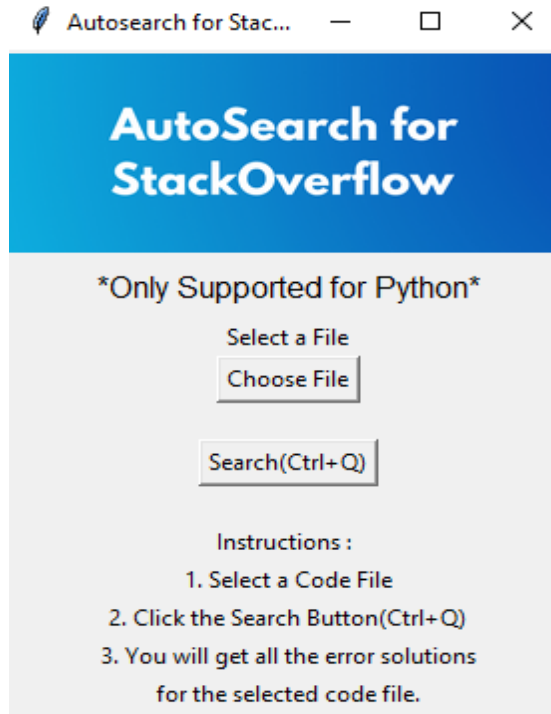 Autosearch for Stac...
AutoSearch for
StackOverflow
*Only Supported for Python*
Select a File
Choose File
Search(Ctrl+Q)
Instructions :
1. Select a Code File
2. Click the Search Button(Ctrl+Q)
3. You will get all the error solutions
for the selected code file.